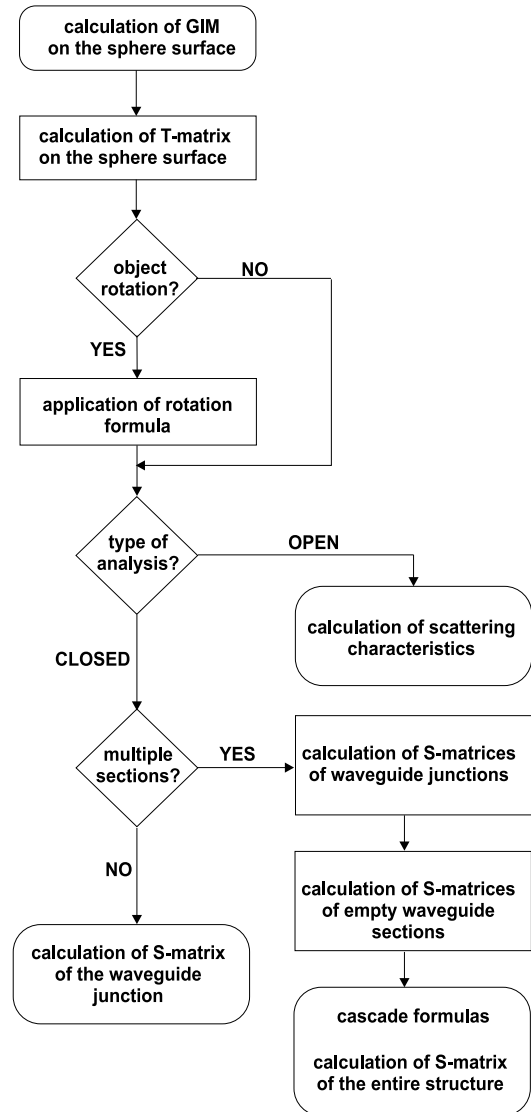 calculation of GIM
on the sphere surface
calculation of T-matrix
on the sphere surface
object
rotation?
NO
YES
application of rotation
formula
type of
analysis?
OPEN
calculation of scattering
characteristics
CLOSED
multiple
sections?
YES
calculation of S-matrices
of waveguide junctions
NO
calculation of S-matrices
of empty waveguide
sections
calculation of S-matrix
of the waveguide
junction
cascade formulas
calculation of S-matrix
of the entire structure